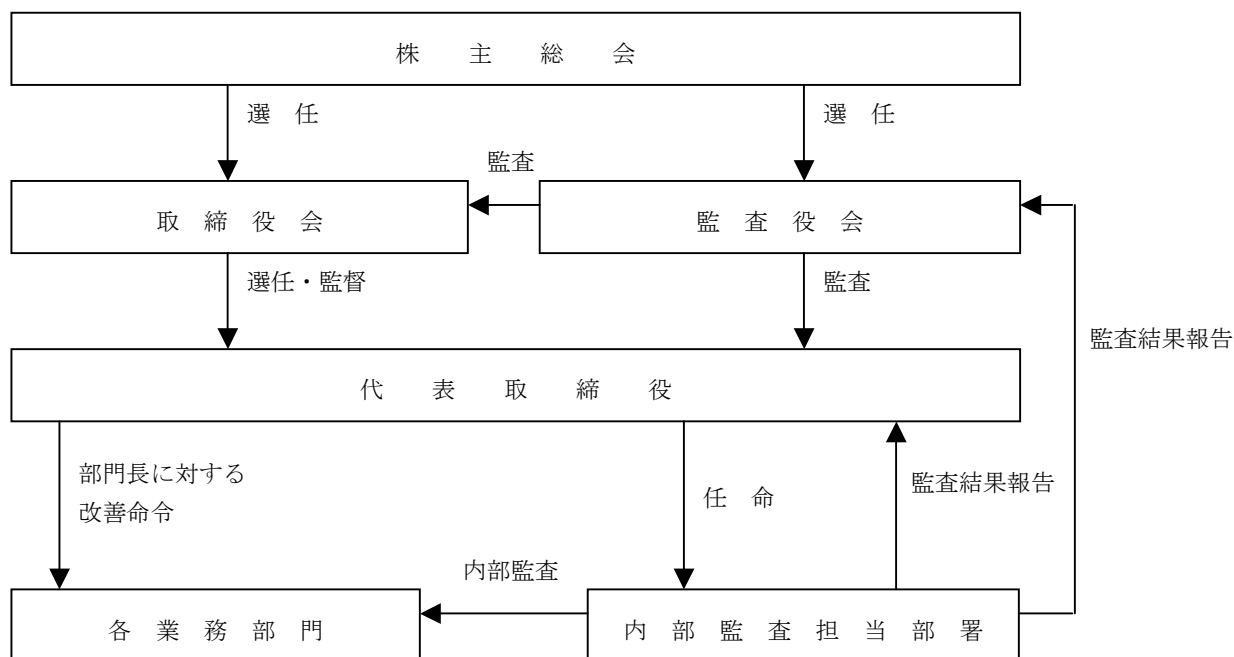 株主総会
選任
選任
監査
取締役会
監査役会
選任・監督
監査
監査結果報告
代表取締役
部門長に対する
改善命令
任命
監査結果報告
内部監査
各業務部門
内部監査担当部署